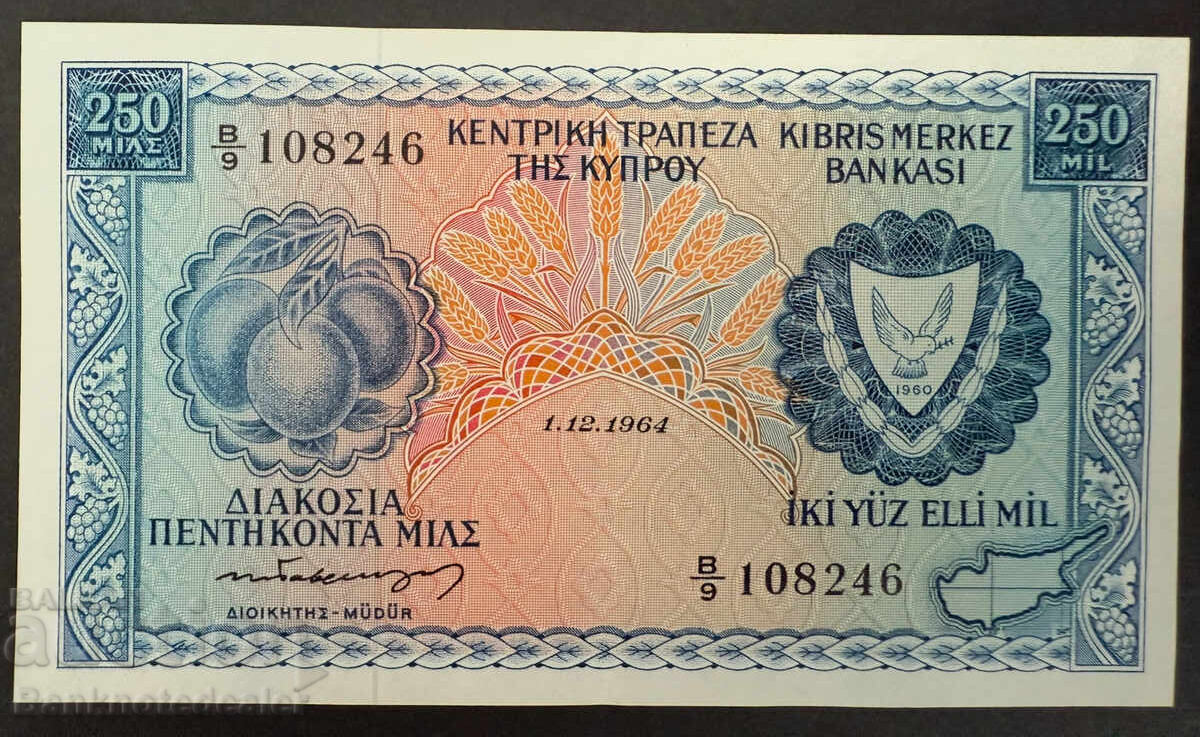 250
ΜΙΛΣ
B/9 108246
ΚΕΝΤΡΙΚΗ ΤΡΑΠΕΖΑ
ΤΗΣ ΚΥΠΡΟΥ
KIBRIS MERKEZ
BANKASI
250
MİL
1960
1.12.1964
ΔΙΑΚΟΣΙΑ
ΠΕΝΤΗΚΟΝΤΑ ΜΙΛΣ
İKİ YÜZ ELLİ MİL
ΔΙΟΙΚΗΤΗΣ - MÜDÜR
B/9 108246
Banknotedealer